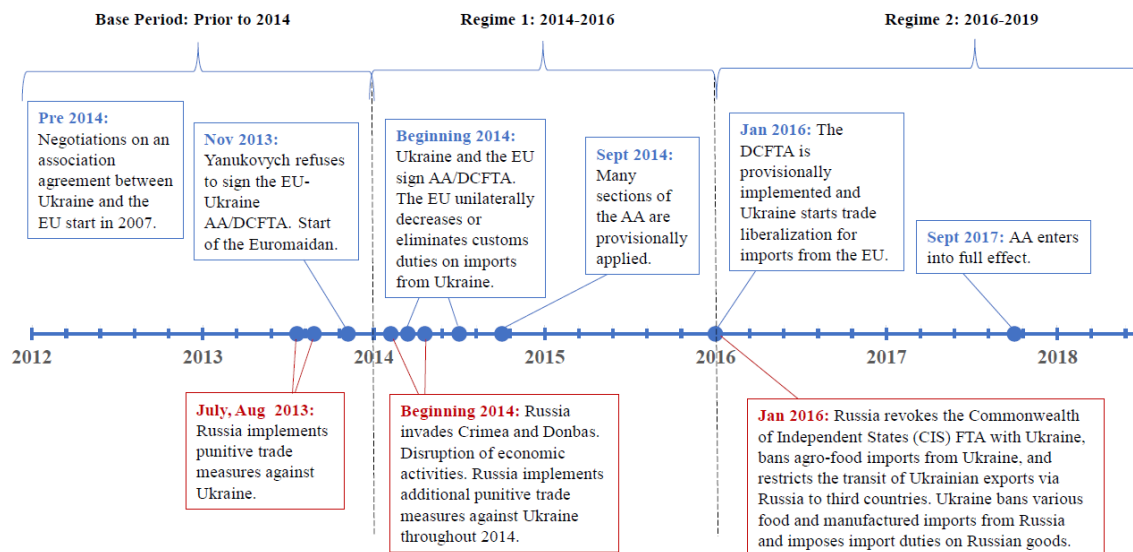 Base Period: Prior to 2014
Regime 1: 2014-2016
Regime 2: 2016-2019
Pre 2014:
Negotiations on an
association
agreement between
Ukraine and the
EU start in 2007.
Nov 2013:
Yanukovych refuses
to sign the EU-
Ukraine
AA/DCFTA. Start
of the Euromaidan.
Beginning 2014:
Ukraine and the EU
sign AA/DCFTA.
The EU unilaterally
decreases or
eliminates customs
duties on imports
from Ukraine.
Sept 2014:
Many
sections of
the AA are
provisionally
applied.
Jan 2016: The
DCFTA is
provisionally
implemented and
Ukraine starts trade
liberalization for
imports from the EU.
Sept 2017: AA enters
into full effect.
2012
2013
2014
2015
2016
2017
2018
July, Aug 2013:
Russia implements
punitive trade
measures against
Ukraine.
Beginning 2014: Russia
invades Crimea and Donbas.
Disruption of economic
activities. Russia implements
additional punitive trade
measures against Ukraine
throughout 2014.
Jan 2016: Russia revokes the Commonwealth
of Independent States (CIS) FTA with Ukraine,
bans agro-food imports from Ukraine, and
restricts the transit of Ukrainian exports via
Russia to third countries. Ukraine bans various
food and manufactured imports from Russia
and imposes import duties on Russian goods.